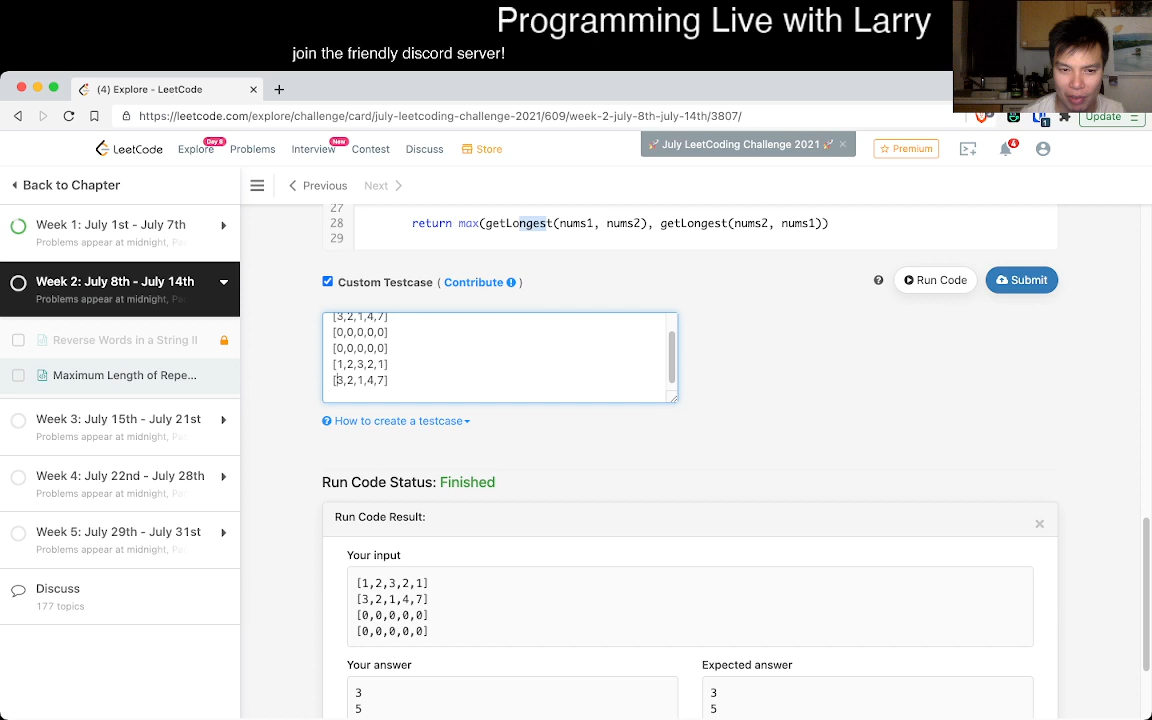 Programming Live with Larry
join the friendly discord server!
(4) Explore - LeetCode
https://leetcode.com/explore/challenge/card/july-leetcoding-challenge-2021/609/week-2-july-8th-july-14th/3807/
Update
LeetCode
Explore
Day 8
Problems
Interview
New
Contest
Discuss
Store
July LeetCoding Challenge 2021
Premium
4
Back to Chapter
Previous
Next
Week 1: July 1st - July 7th
Problems appear at midnight,
Week 2: July 8th - July 14th
Problems appear at midnight,
Reverse Words in a String II
Maximum Length of Repe...
Week 3: July 15th - July 21st
Problems appear at midnight,
Week 4: July 22nd - July 28th
Problems appear at midnight,
Week 5: July 29th - July 31st
Problems appear at midnight,
Discuss
177 topics
27
28 return max(getLongest(nums1, nums2), getLongest(nums2, nums1))
29
Custom Testcase ( Contribute )
Run Code
Submit
[3,2,1,4,7]
[0,0,0,0,0]
[0,0,0,0,0]
[1,2,3,2,1]
[3,2,1,4,7]
How to create a testcase
Run Code Status: Finished
Run Code Result:
Your input
[1,2,3,2,1]
[3,2,1,4,7]
[0,0,0,0,0]
[0,0,0,0,0]
Your answer
3
5
Expected answer
3
5